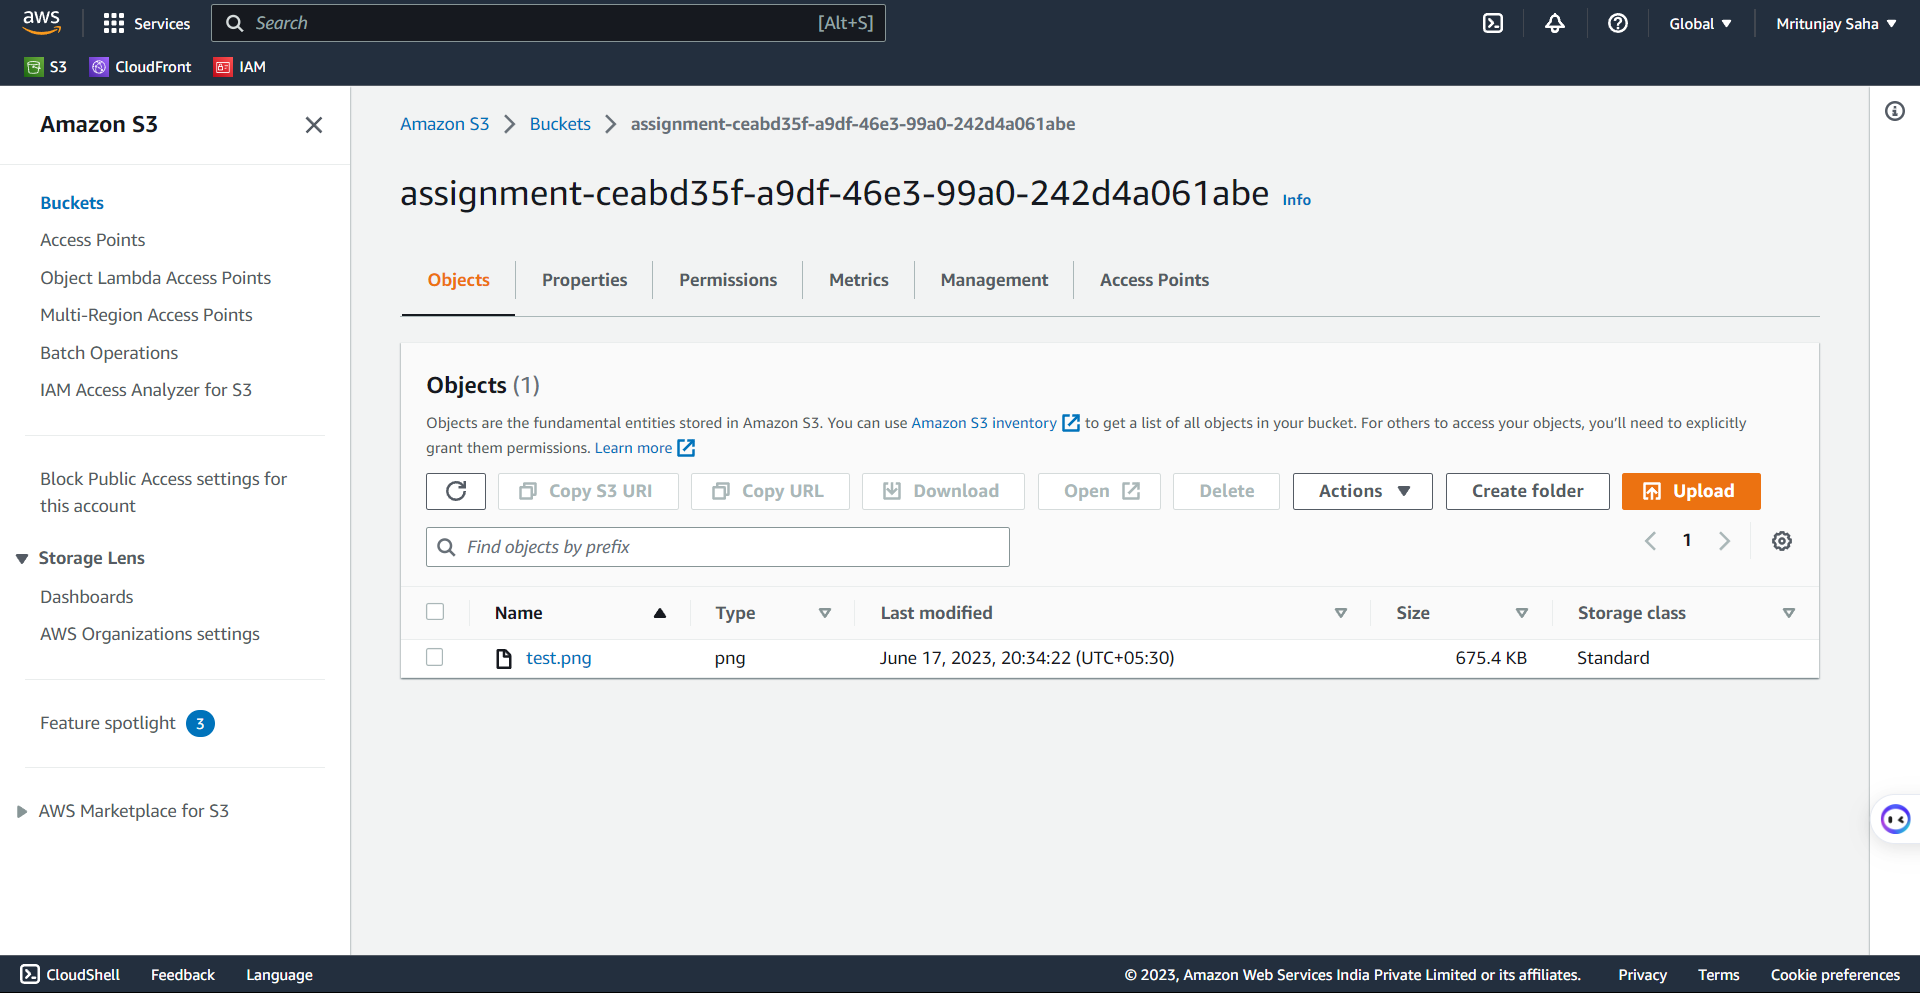 aws
Services
Search [Alt+S]
Global
Mritunjay Saha
S3
CloudFront
IAM
Amazon S3
Buckets
Access Points
Object Lambda Access Points
Multi-Region Access Points
Batch Operations
IAM Access Analyzer for S3
Block Public Access settings for
this account
Storage Lens
Dashboards
AWS Organizations settings
Feature spotlight 3
AWS Marketplace for S3
Amazon S3 Buckets assignment-ceabd35f-a9df-46e3-99a0-242d4a061abe
assignment-ceabd35f-a9df-46e3-99a0-242d4a061abe Info
Objects Properties Permissions Metrics Management Access Points
Objects (1)
Objects are the fundamental entities stored in Amazon S3. You can use Amazon S3 inventory to get a list of all objects in your bucket. For others to access your objects, you'll need to explicitly
grant them permissions. Learn more
Copy S3 URI Copy URL Download Open Delete Actions Create folder Upload
Find objects by prefix 1
Name Type Last modified Size Storage class
test.png png June 17, 2023, 20:34:22 (UTC+05:30) 675.4 KB Standard
CloudShell Feedback Language © 2023, Amazon Web Services India Private Limited or its affiliates. Privacy Terms Cookie preferences